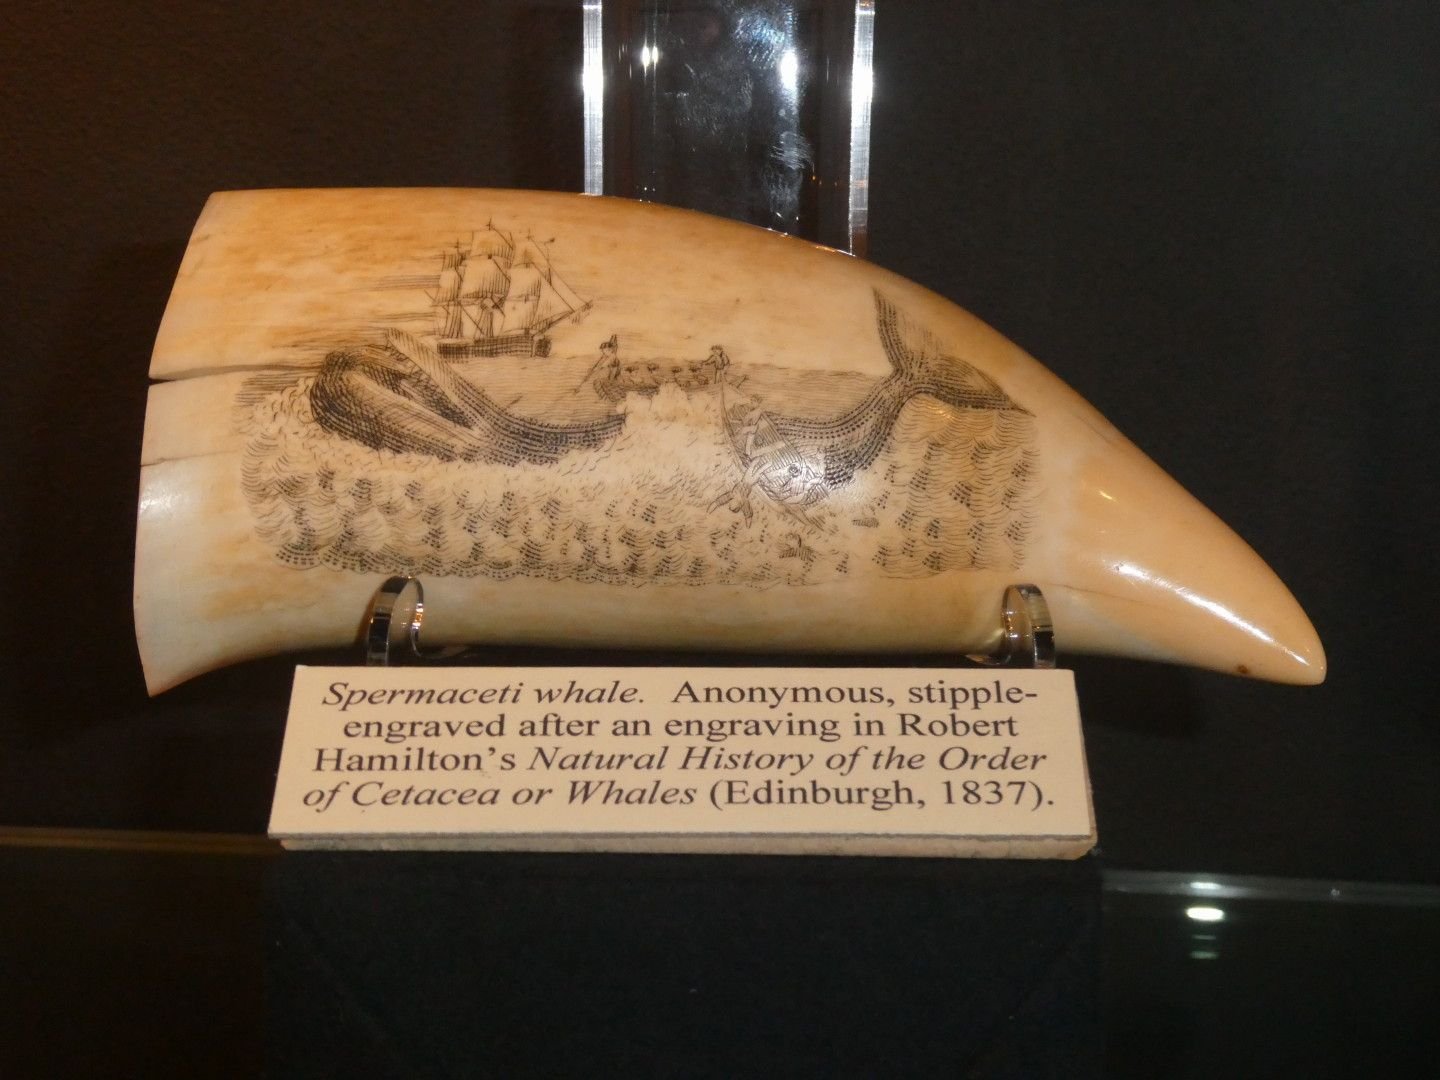 Spermaceti whale. Anonymous, stipple-
engraved after an engraving in Robert
Hamilton's Natural History of the Order
of Cetacea or Whales (Edinburgh, 1837).